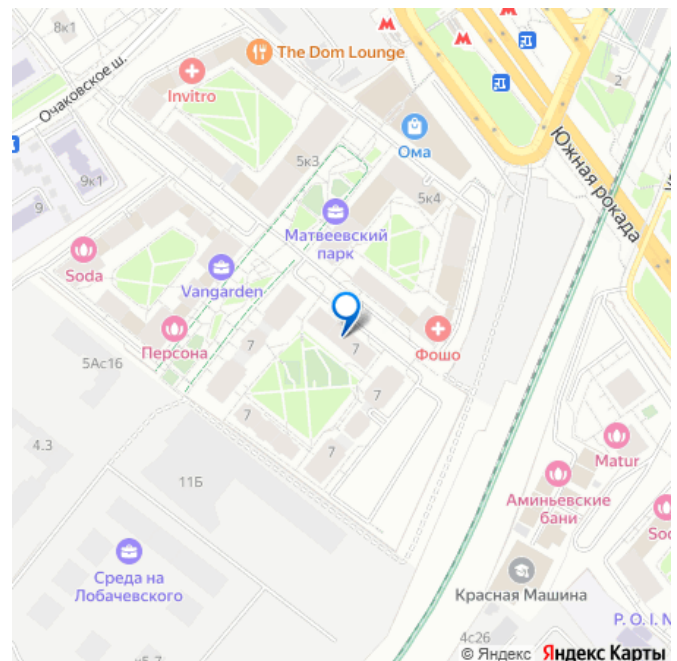 8к1
The Dom Lounge
Invitro
Очаковское ш.
2
Ома
Южная рокада
5к3
9к1
5к4
9
Матвеевский
парк
Soda
Vangarden
Персона
7
7
Фошо
5Ас16
7
7
7
4.3
11Б
Matur
Аминьевские
бани
Среда на
Лобачевского
Красная Машина
4с26
© Яндекс Яндекс Карты